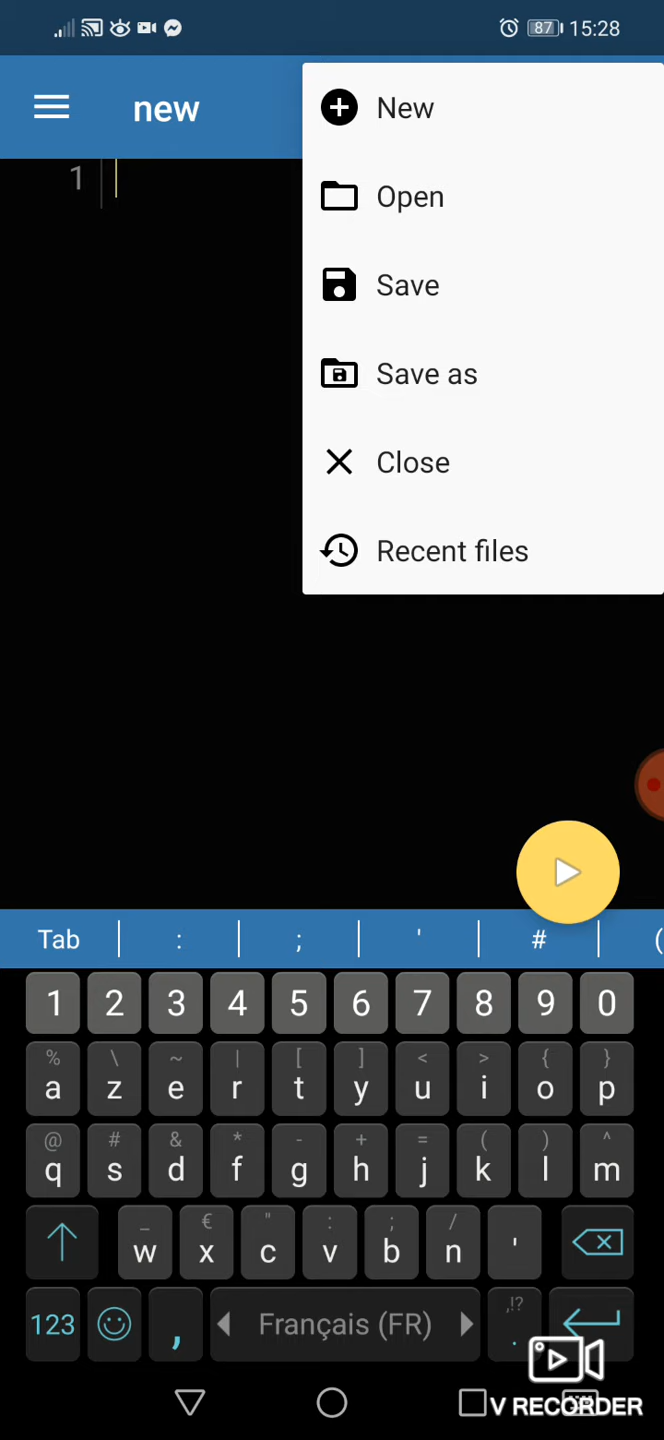 87 15:28
new
New
1
Open
Save
Save as
Close
Recent files
Tab : ; ' # (
1 2 3 4 5 6 7 8 9 0
% \ ~ | [ ] < > { }
a z e r t y u i o p
@ # & * - + = ( ) ^
q s d f g h j k l m
_ € " : ; /
w x c v b n '
,!?
123 , Français (FR) .
V RECORDER